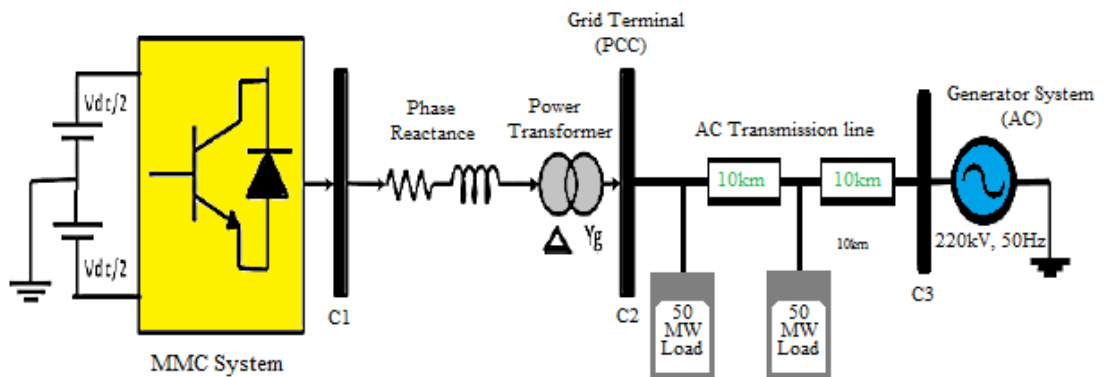 Vdc/2
Vdc/2
MMC System
C1
Phase
Reactance
Power
Transformer
Δ
Yg
Grid Terminal
(PCC)
C2
50
MW
Load
AC Transmission line
10km
10km
10km
50
MW
Load
C3
Generator System
(AC)
220kV, 50Hz